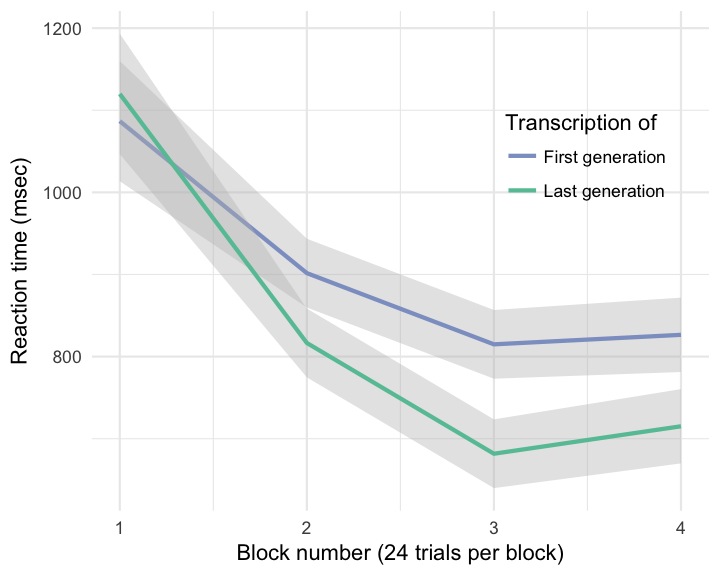 1200
1000
800
Reaction time (msec)
Transcription of
First generation
Last generation
1 2 3 4
Block number (24 trials per block)